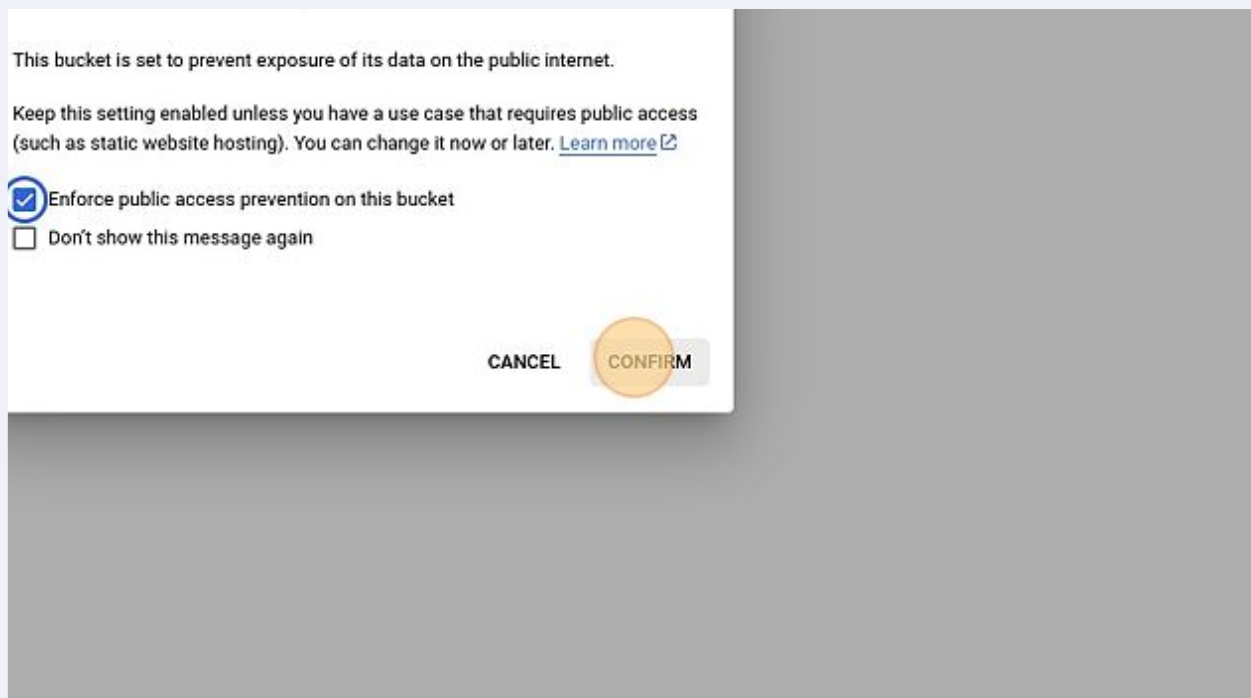 This bucket is set to prevent exposure of its data on the public internet.
Keep this setting enabled unless you have a use case that requires public access
(such as static website hosting). You can change it now or later. Learn more
Enforce public access prevention on this bucket
Don't show this message again
CANCEL CONFIRM